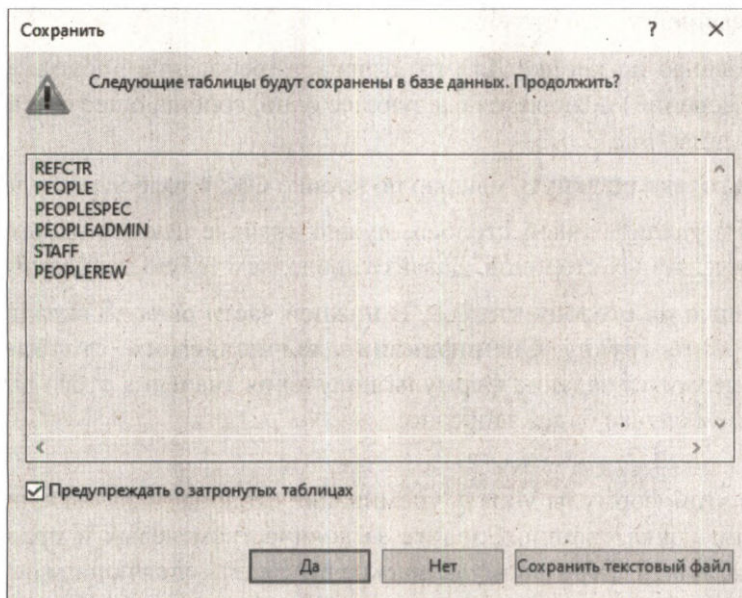 Сохранить
Следующие таблицы будут сохранены в базе данных. Продолжить?
REFCTR
PEOPLE
PEOPLESPEC
PEOPLEADMIN
STAFF
PEOPLEREW
Предупреждать о затронутых таблицах
Да Нет Сохранить текстовый файл